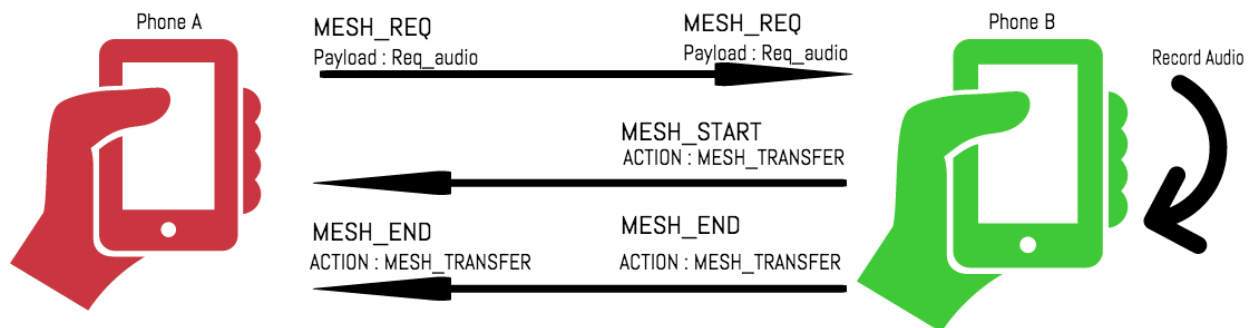 Phone A
MESH_REQ
Payload : Req_audio
MESH_REQ
Payload : Req_audio
Phone B
Record Audio
MESH_START
ACTION : MESH_TRANSFER
MESH_END
ACTION : MESH_TRANSFER
MESH_END
ACTION : MESH_TRANSFER